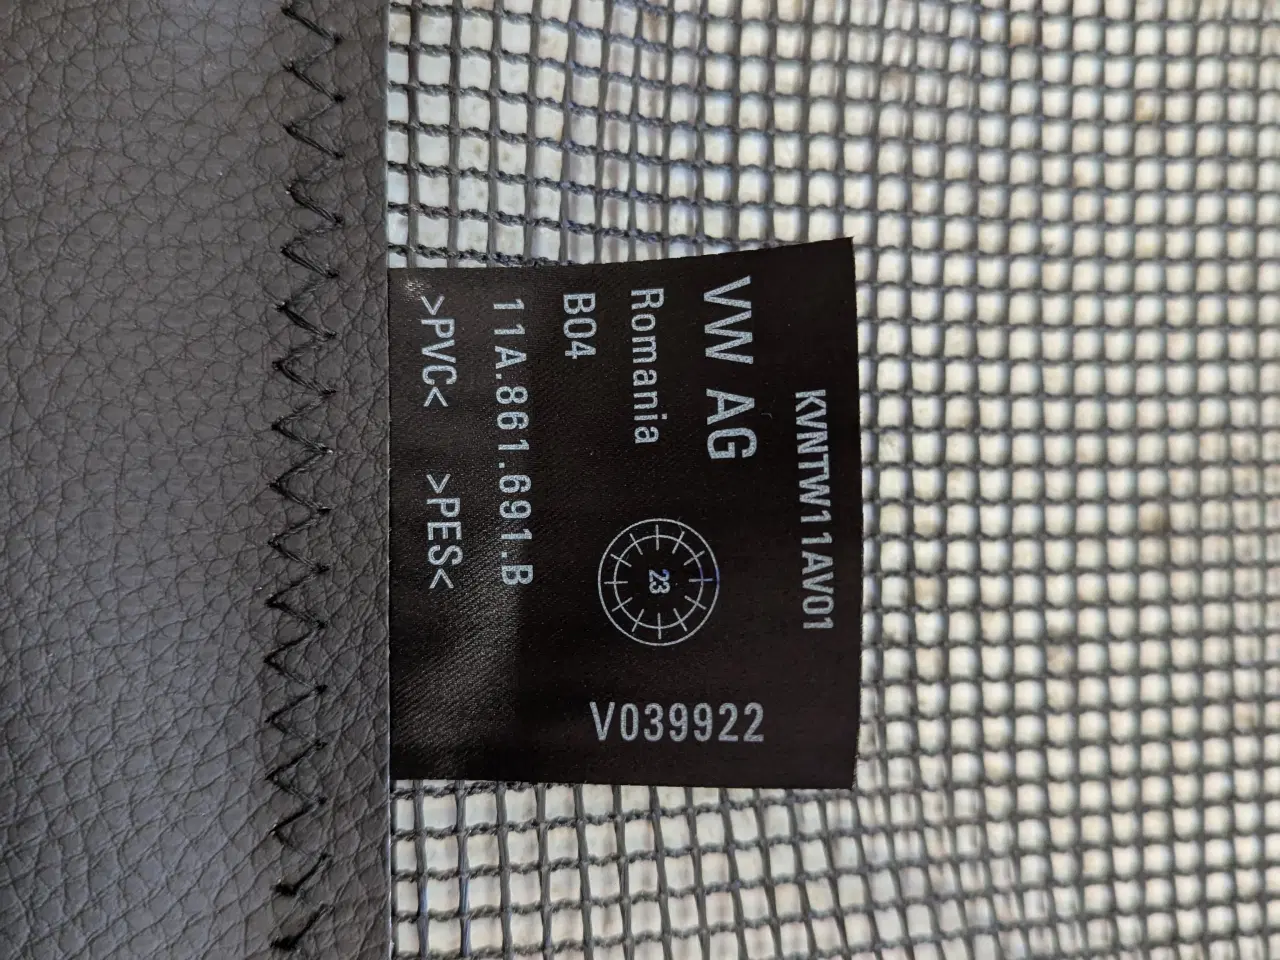 KVNTW11AV01
VW AG
Romania
B04
11A.861.691.B
>PVC< >PES<
23
V039922